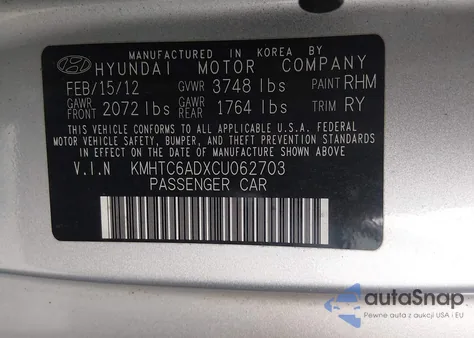 MANUFACTURED IN KOREA BY
HYUNDAI MOTOR COMPANY
FEB/15/12 GVWR 3748 lbs PAINT RHM
GAWR FRONT 2072 lbs GAWR REAR 1764 lbs TRIM RY
THIS VEHICLE CONFORMS TO ALL APPLICABLE U.S.A. FEDERAL
MOTOR VEHICLE SAFETY, BUMPER, AND THEFT PREVENTION STANDARDS
IN EFFECT ON THE DATE OF MANUFACTURE SHOWN ABOVE.
V.I.N KMHTC6ADXCU062703
PASSENGER CAR
autoSnap
Pewne auta z aukcji USA i EU